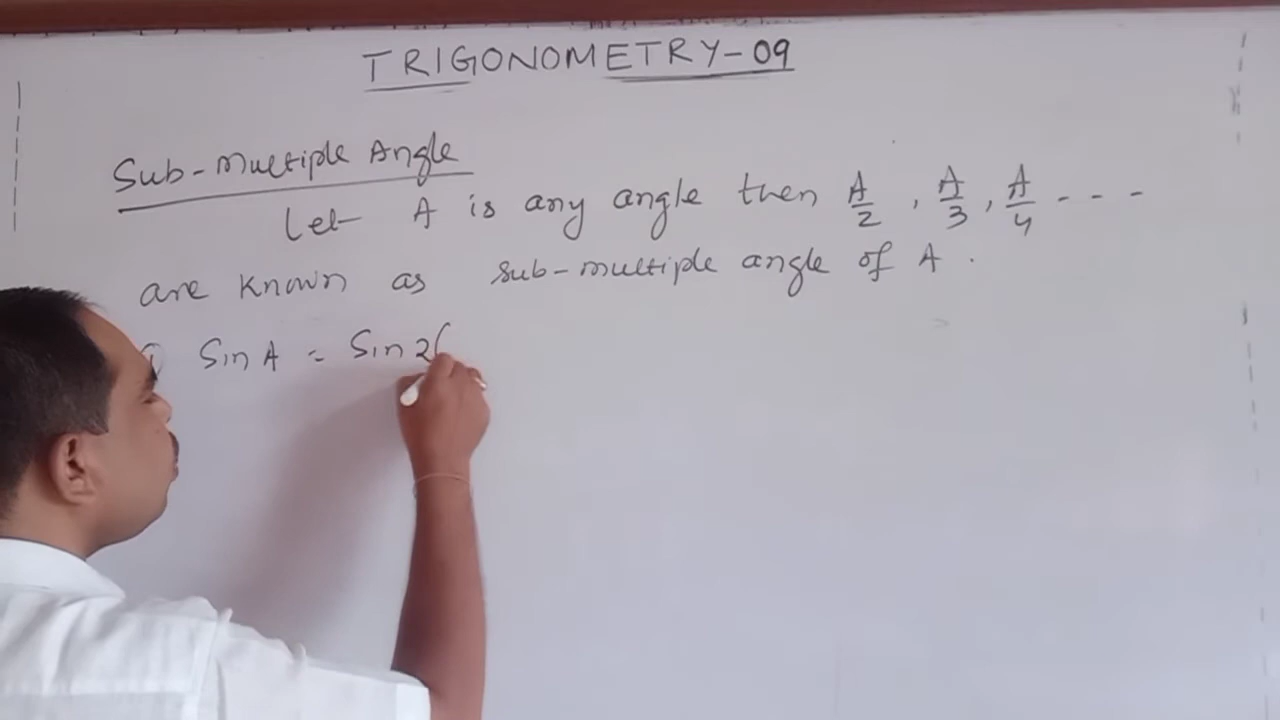 TRIGONOMETRY-09
Sub-Multiple Angle
Let A is any angle then A/2, A/3, A/4 - - -
are known as sub-multiple angle of A.
Sin A = Sin 2(